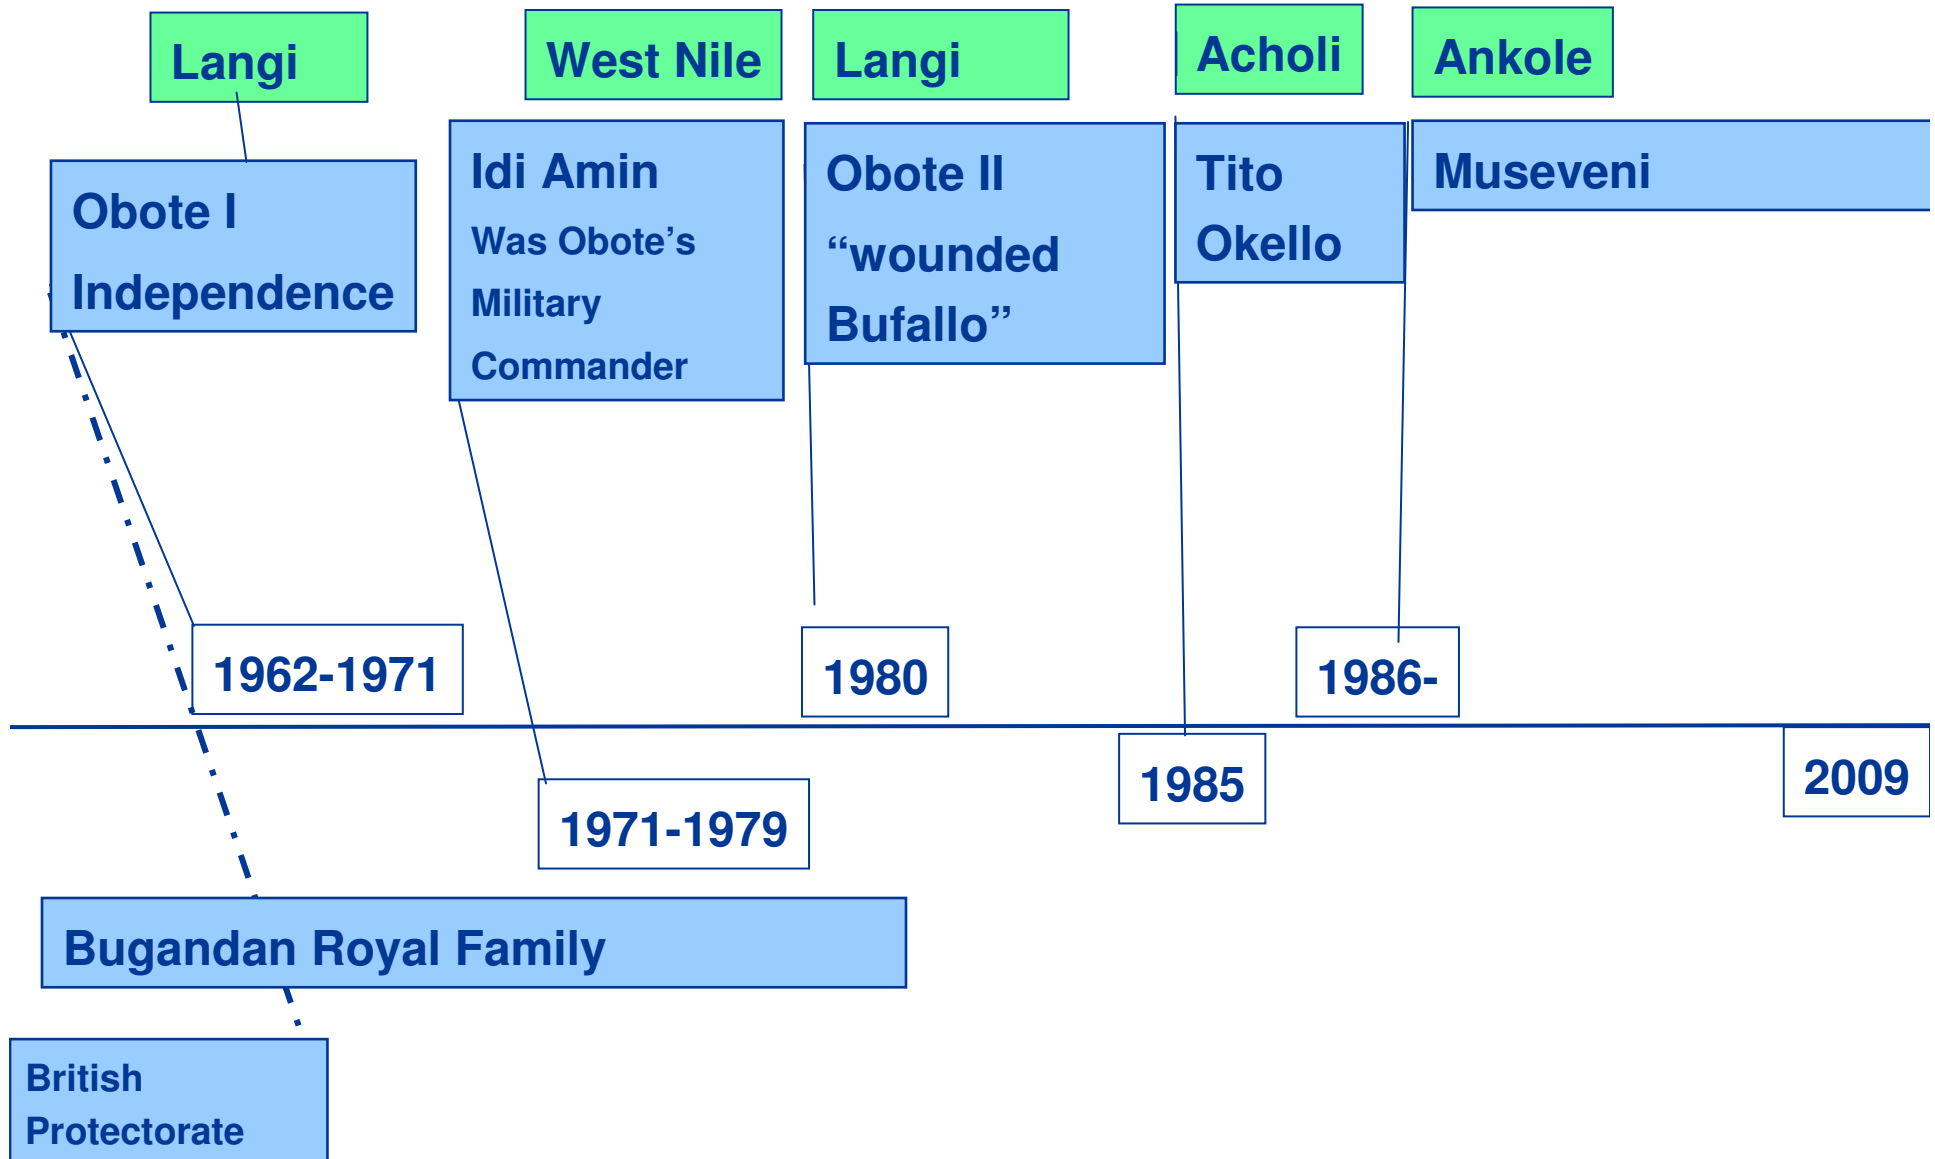 Langi
West Nile
Langi
Acholi
Ankole
Obote I
Independence
Idi Amin
Was Obote’s
Military
Commander
Obote II
“wounded
Bufallo”
Tito
Okello
Museveni
1962-1971
1980
1986-
1971-1979
1985
2009
Bugandan Royal Family
British
Protectorate